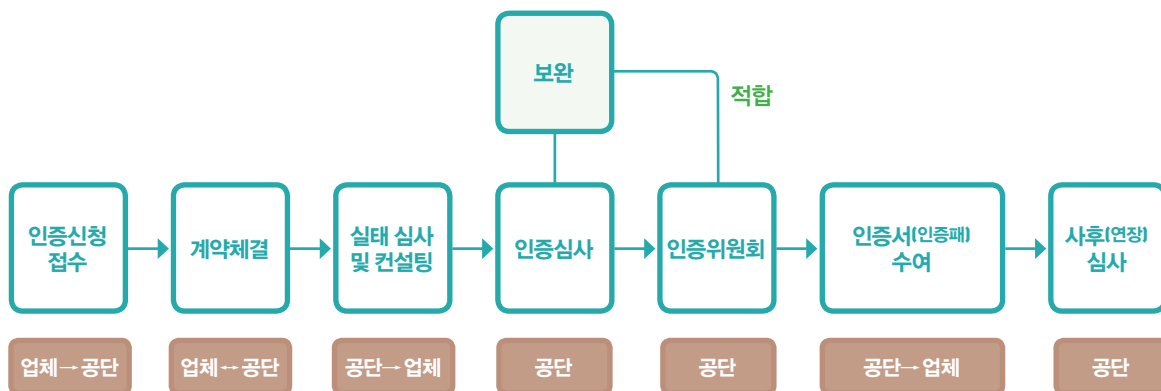 보완
적합
인증신청
접수
계약체결
실태 심사
및 컨설팅
인증심사
인증위원회
인증서(인증패)
수여
사후(연장)
심사
업체→공단
업체↔공단
공단→업체
공단
공단
공단→업체
공단